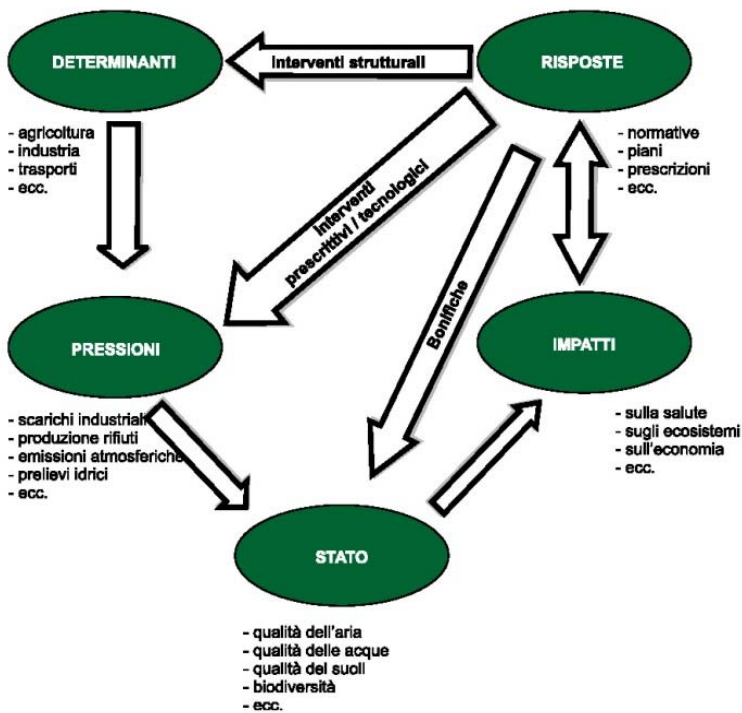 DETERMINANTI
Interventi strutturali
RISPOSTE
- agricoltura
- industria
- trasporti
- ecc.
- normative
- piani
- prescrizioni
- ecc.
Interventi
prescrittivi / tecnologici
Bonifiche
PRESSIONI
IMPATTI
- scarichi industriali
- produzione rifiuti
- emissioni atmosferiche
- prelievi idrici
- ecc.
- sulla salute
- sugli ecosistemi
- sull'economia
- ecc.
STATO
- qualità dell'aria
- qualità delle acque
- qualità dei suoli
- biodiversità
- ecc.